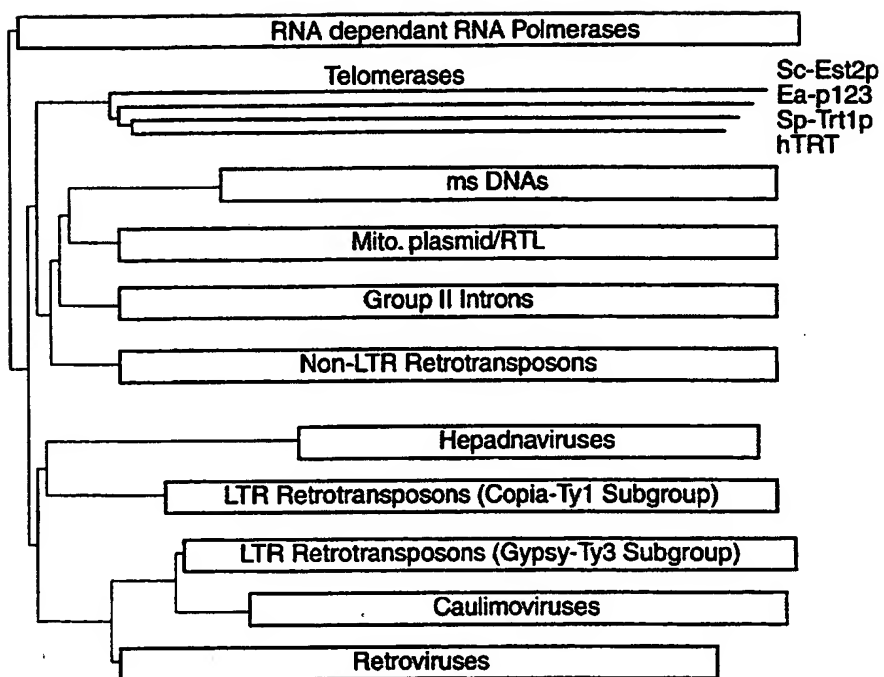 RNA dependant RNA Polmerases
Telomerases
Sc-Est2p
Ea-p123
Sp-Trt1p
hTRT
ms DNAs
Mito. plasmid/RTL
Group II Introns
Non-LTR Retrotransposons
Hepadnaviruses
LTR Retrotransposons (Copia-Ty1 Subgroup)
LTR Retrotransposons (Gypsy-Ty3 Subgroup)
Caulimoviruses
Retroviruses